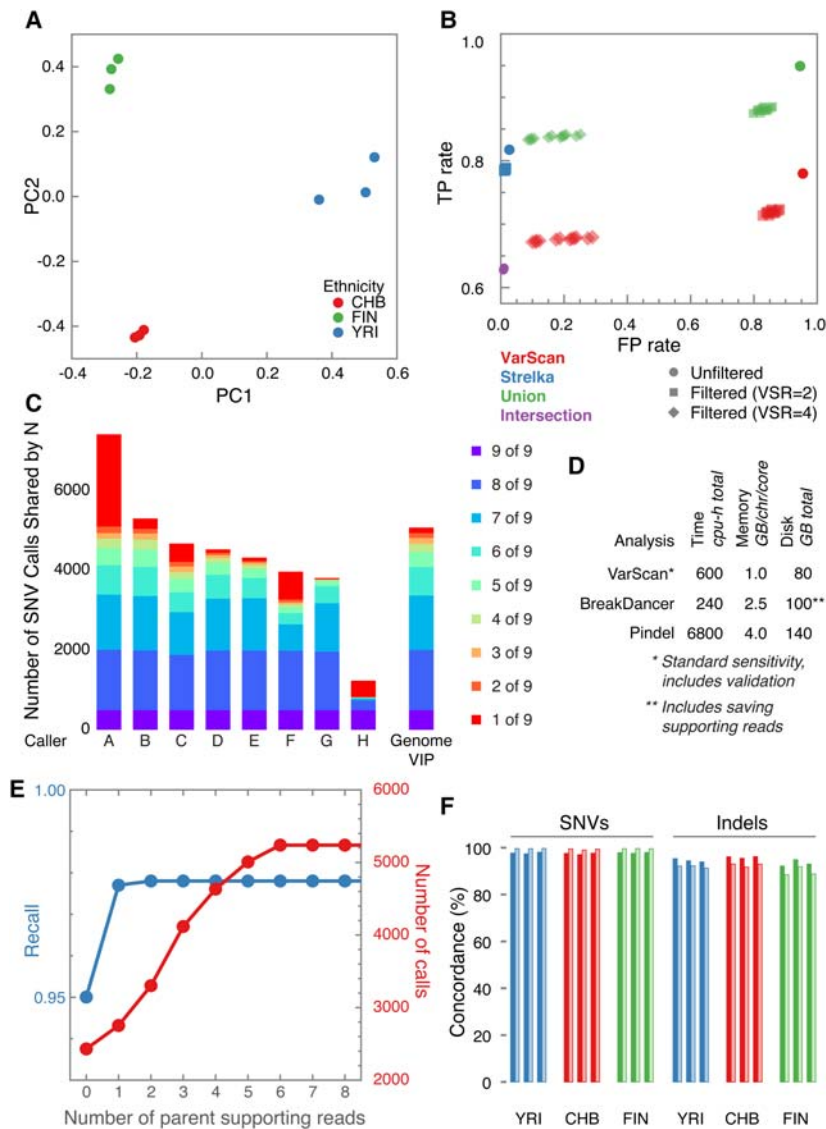 A
0.4
0.2
0.0
-0.2
-0.4
PC2
-0.4
-0.2
0.0
0.2
0.4
0.6
PC1
Ethnicity
CHB
FIN
YRI
B
1.0
0.8
0.6
TP rate
0.0
0.2
0.4
0.6
0.8
1.0
FP rate
VarScan
Strelka
Union
Intersection
Unfiltered
Filtered (VSR=2)
Filtered (VSR=4)
C
Number of SNV Calls Shared by N
6000
4000
2000
0
Caller A B C D E F G H Genome
VIP
9 of 9
8 of 9
7 of 9
6 of 9
5 of 9
4 of 9
3 of 9
2 of 9
1 of 9
D
Analysis Time cpu-h total Memory GB/chr/core Disk GB total
VarScan* 600 1.0 80
BreakDancer 240 2.5 100**
Pindel 6800 4.0 140
* Standard sensitivity,
includes validation
** Includes saving
supporting reads
E
1.00
0.95
Recall
6000
5000
4000
3000
2000
Number of calls
0 1 2 3 4 5 6 7 8
Number of parent supporting reads
F
SNVs Indels
100
80
60
40
20
0
Concordance (%)
YRI CHB FIN YRI CHB FIN